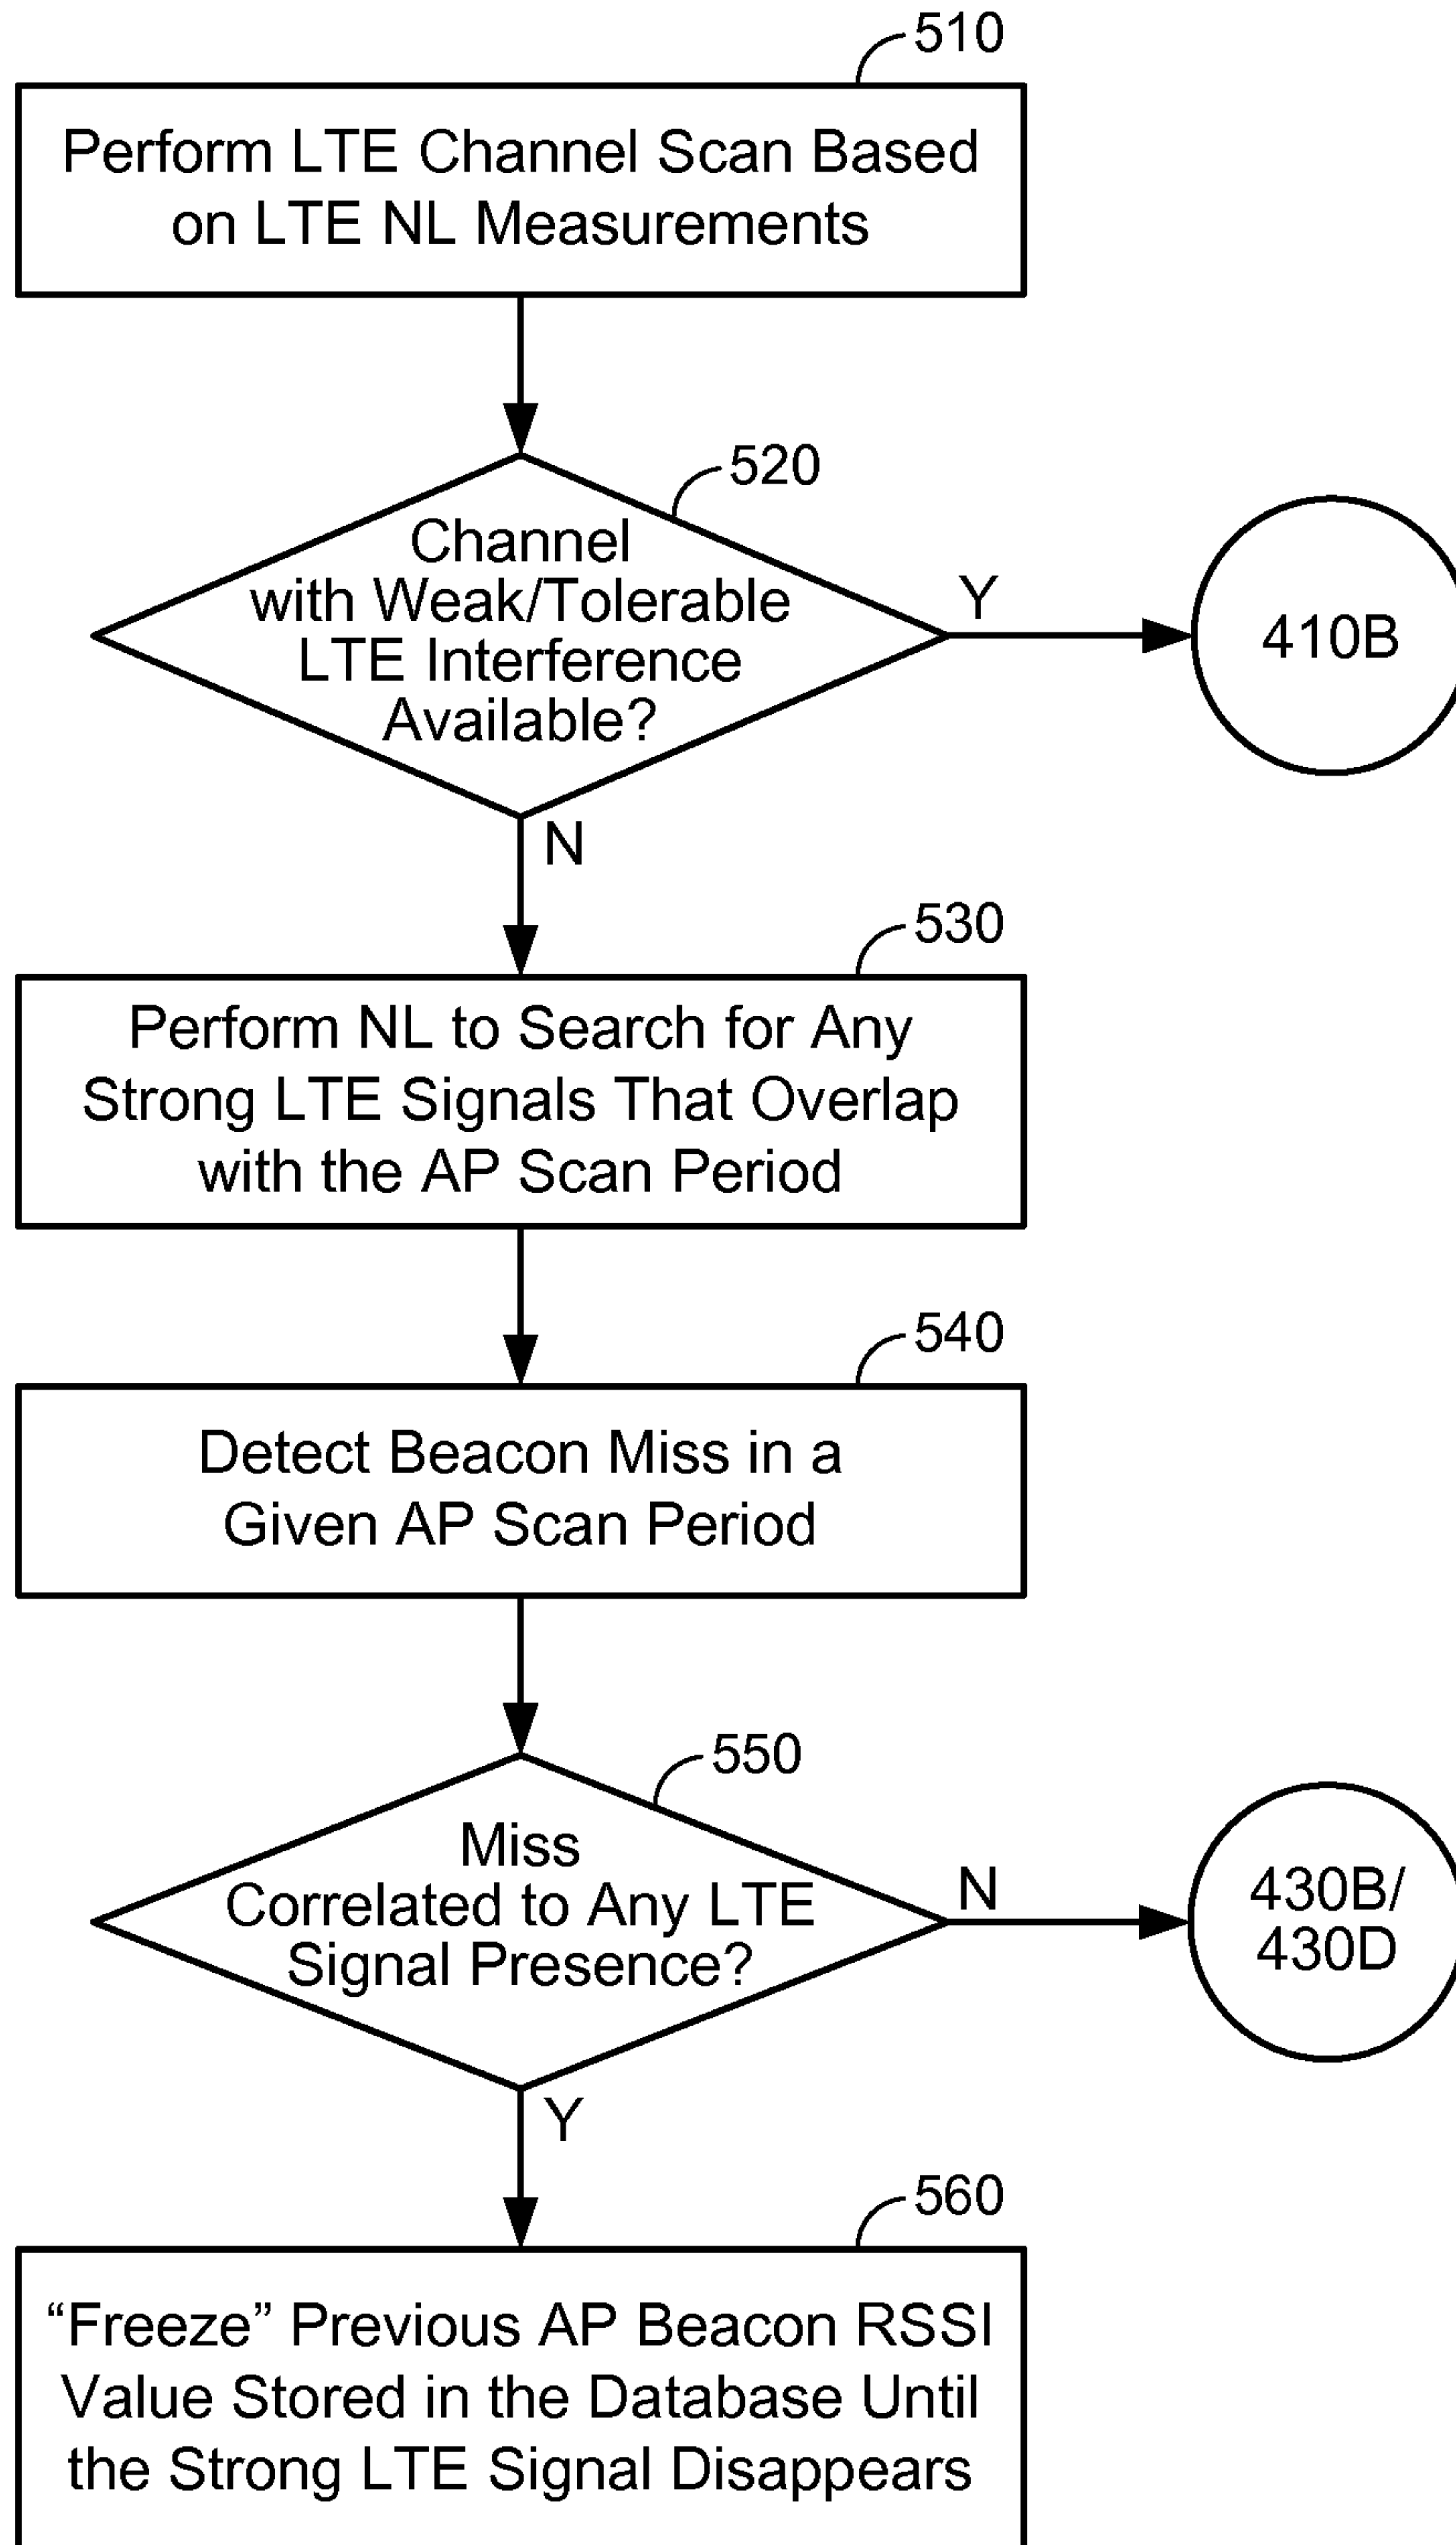 510
Perform LTE Channel Scan Based
on LTE NL Measurements
520
Channel
with Weak/Tolerable
LTE Interference
Available?
Y
410B
N
530
Perform NL to Search for Any
Strong LTE Signals That Overlap
with the AP Scan Period
540
Detect Beacon Miss in a
Given AP Scan Period
550
Miss
Correlated to Any LTE
Signal Presence?
N
430B/
430D
Y
560
“Freeze” Previous AP Beacon RSSI
Value Stored in the Database Until
the Strong LTE Signal Disappears